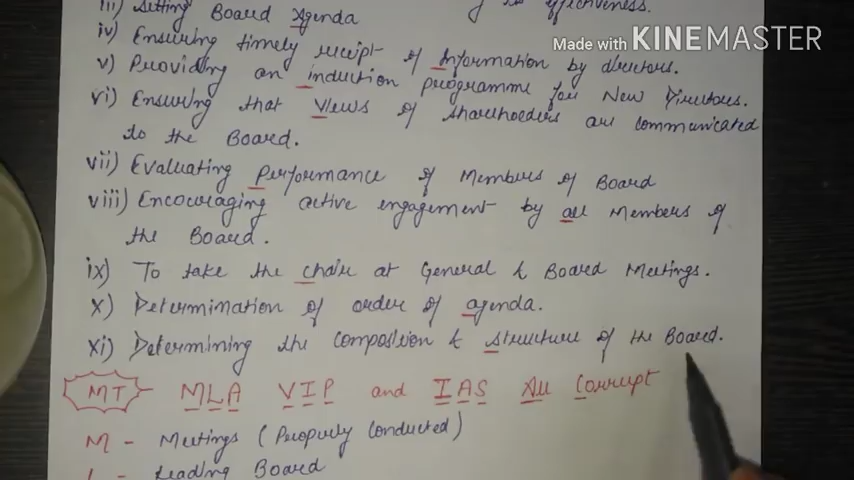 iii) Setting Board Agenda
its effectiveness.
Made with KINEMASTER
iv) Ensuring timely receipt of Information by directors.
v) Providing an induction programme for New Directors.
vi) Ensuring that Views of shareholders are communicated
to the Board.
vii) Evaluating Performance of Members of Board
viii) Encouraging active engagement by all Members of
the Board.
ix) To take the chair at General & Board Meetings.
x) Determination of order of agenda.
xi) Determining the composition & structure of the Board.
MT MLA VIP and IAS All Corrupt
M - Meetings (Properly Conducted)
L - Leading Board